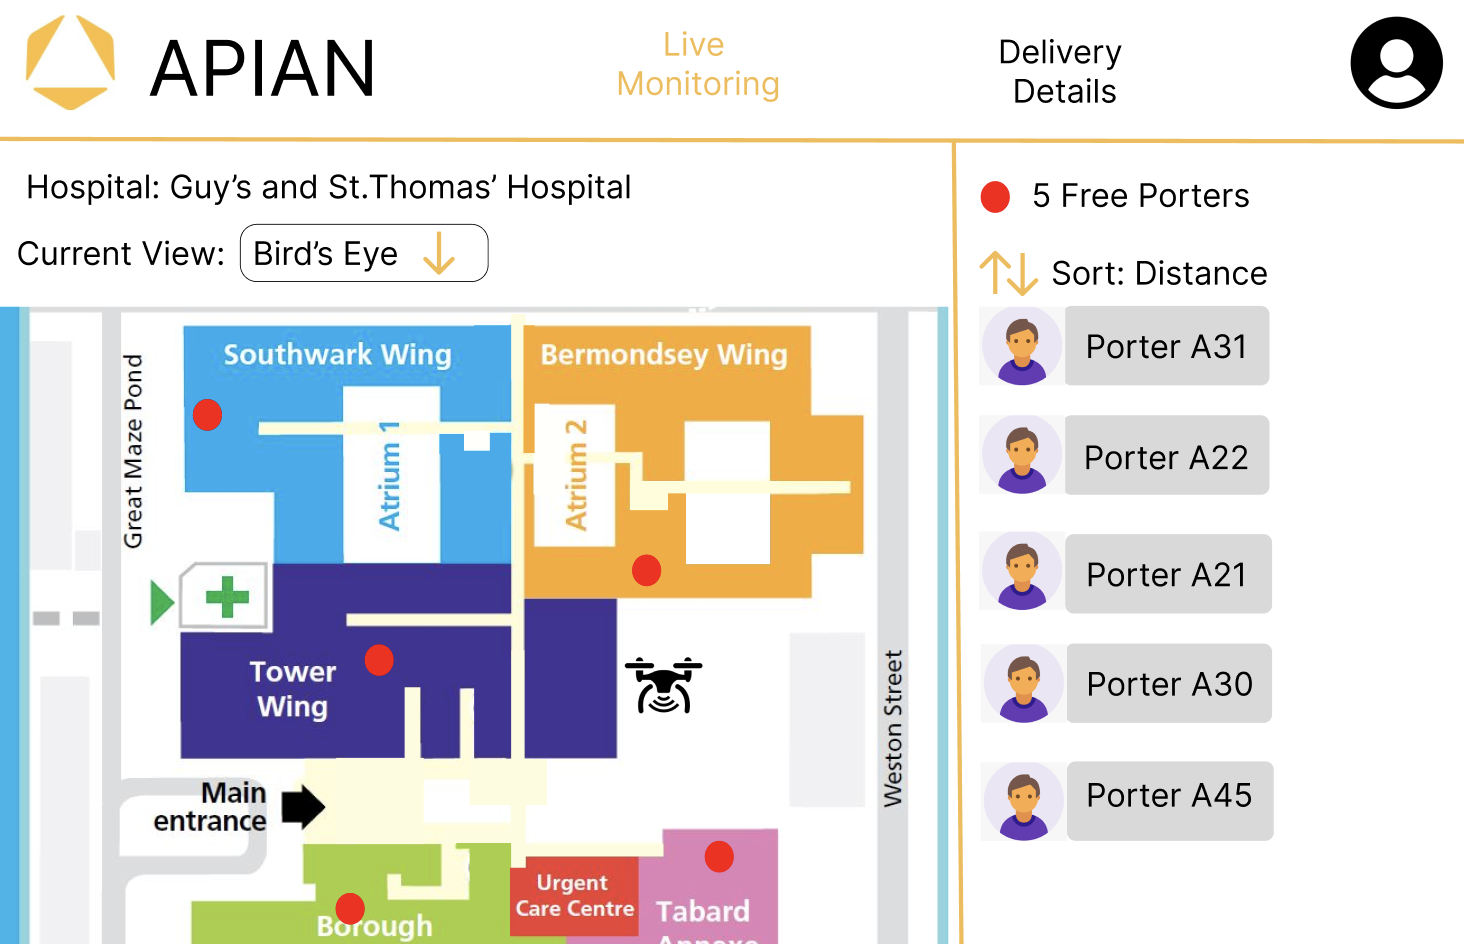 APIAN
Live
Monitoring
Delivery
Details
Hospital: Guy’s and St.Thomas’ Hospital
Current View:
Bird’s Eye
5 Free Porters
Sort: Distance
Porter A31
Porter A22
Porter A21
Porter A30
Porter A45
Southwark Wing
Bermondsey Wing
Great Maze Pond
Atrium 1
Atrium 2
Tower
Wing
Weston Street
Main
entrance
Urgent
Care Centre
Borough
Tabard
Annexe